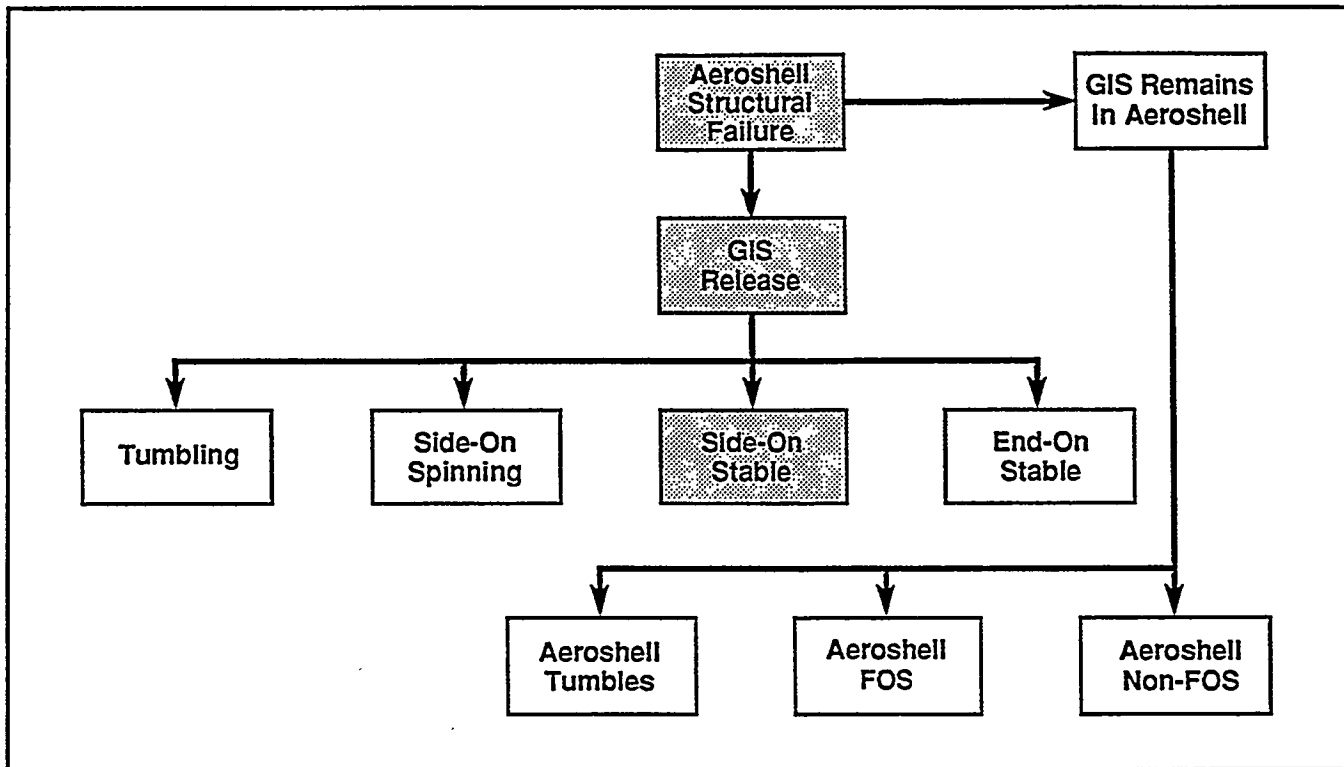 Aeroshell
Structural
Failure
GIS Remains
In Aeroshell
GIS
Release
Tumbling
Side-On
Spinning
Side-On
Stable
End-On
Stable
Aeroshell
Tumbles
Aeroshell
FOS
Aeroshell
Non-FOS